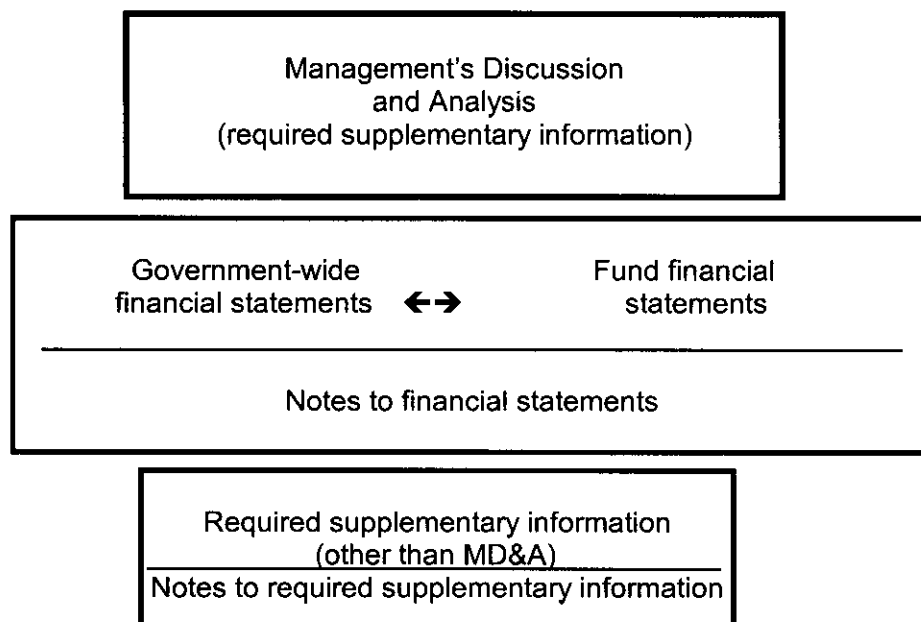 Management's Discussion
and Analysis
(required supplementary information)
Government-wide
financial statements
Fund financial
statements
Notes to financial statements
Required supplementary information
(other than MD&A)
Notes to required supplementary information